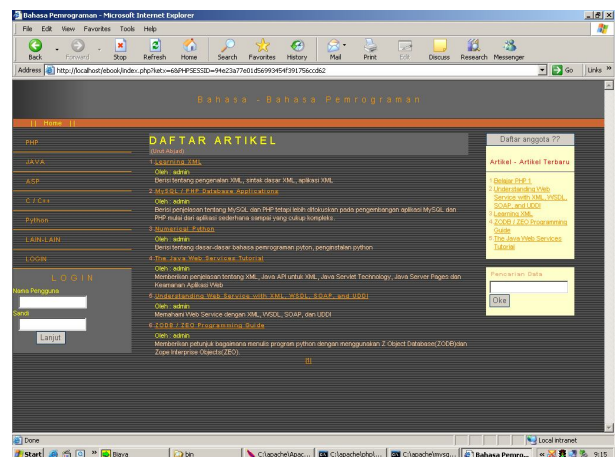 Bahasa Pemrograman - Microsoft Internet Explorer
File Edit View Favorites Tools Help
Back Forward Stop Refresh Home Search Favorites History Mail Print Edit Discuss Research Messenger
Address http://localhost/ebook/index.php?ketx=6&PHPSESSID=94e23a77e01d56993454f391756ccd62 Go Links »
Bahasa - Bahasa Pemrograman
|| Home ||
PHP
JAVA
ASP
C / C++
Python
LAIN-LAIN
LOGIN
LOGIN
Nama Pengguna
Sandi
Lanjut
DAFTAR ARTIKEL
(Urut Abjad)
1 Learning XML
Oleh : admin
Berisi tentang pengenalan XML, sintak dasar XML, aplikasi XML
2 MySQL / PHP Database Applications
Oleh : admin
Berisi penjelasan tentang MySQL dan PHP tetapi lebih difokuskan pada pengembangan aplikasi MySQL dan
PHP mulai dari aplikasi sederhana sampai yang cukup kompleks.
3 Numerical Python
Oleh : admin
Berisi tentang dasar-dasar bahasa pemrograman pyton, penginstalan python
4 The Java Web Services Tutorial
Oleh : admin
Memberikan penjelasan tentang XML, Java API untuk XML, Java Servlet Technology, Java Server Pages dan
Keamanan Aplikasi Web
5 Understanding Web Service with XML, WSDL, SOAP, and UDDI
Oleh : admin
Memahami Web Service dengan XML, WSDL, SOAP, dan UDDI
6 ZODB / ZEO Programming Guide
Oleh : admin
Memberikan petunjuk bagaimana menulis program python dengan menggunakan Z Object Database(ZODB)dan
Zope Interprise Objects(ZEO).
[1]
Daftar anggota ??
Artikel - Artikel Terbaru
1 Belajar PHP 1
2 Understanding Web
Service with XML, WSDL,
SOAP, and UDDI
3 Learning XML
4 ZODB / ZEO Programming
Guide
5 The Java Web Services
Tutorial
Pencarian Data
Oke
Done Local intranet
Start » Biaya bin C:\apache\Apac... C:\apache\php\... C:\apache\mysq... Bahasa Pemro... « 9:15